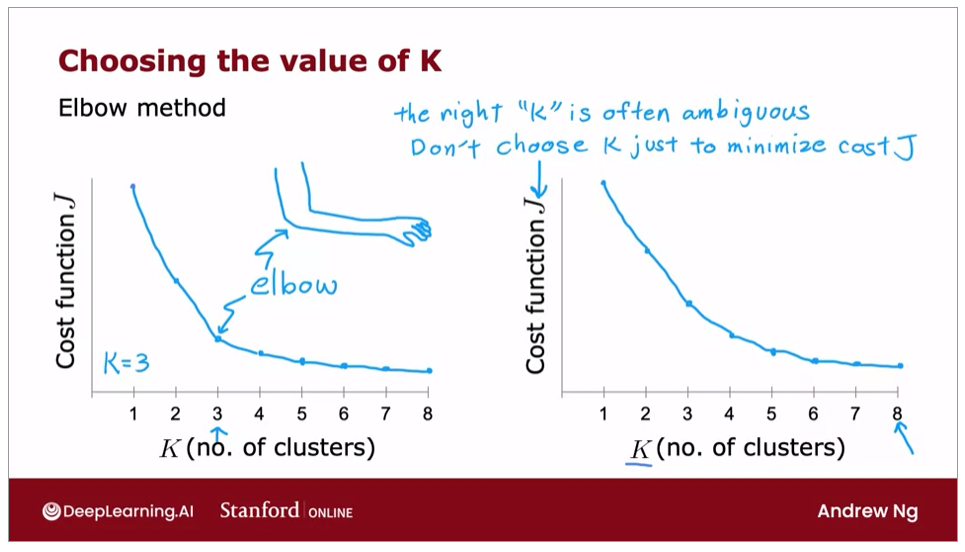 Choosing the value of K
Elbow method
the right "K" is often ambiguous
Don't choose K just to minimize cost J
Cost function J
elbow
K=3
1 2 3 4 5 6 7 8
K (no. of clusters)
Cost function J
1 2 3 4 5 6 7 8
K (no. of clusters)
DeepLearning.AI Stanford ONLINE Andrew Ng